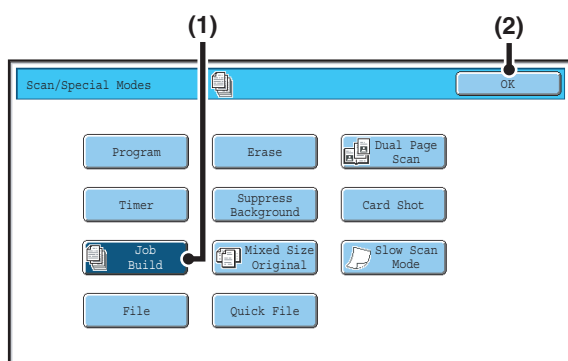 (1)
(2)
Scan/Special Modes
OK
Program
Erase
Dual Page
Scan
Timer
Suppress
Background
Card Shot
Job
Build
Mixed Size
Original
Slow Scan
Mode
File
Quick File